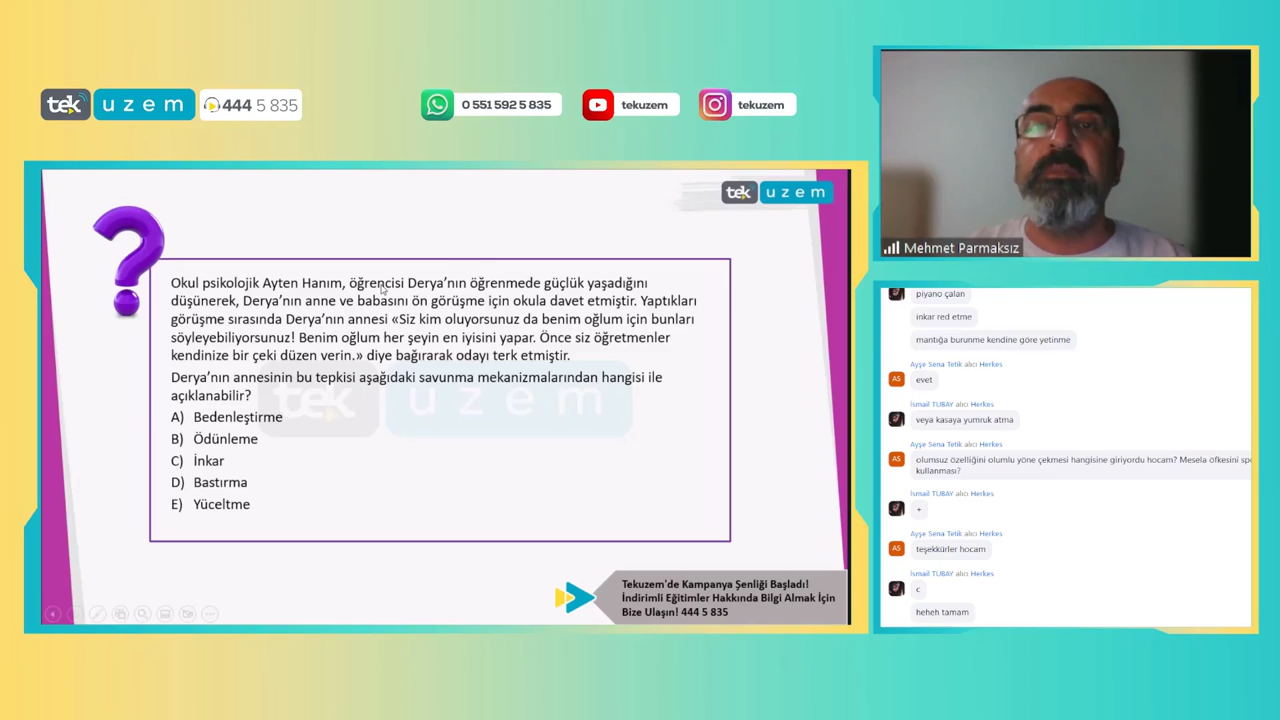 tek uzem 444 5 835
0 551 592 5 835
tekuzem
tekuzem
tek uzem
Okul psikolojik Ayten Hanım, öğrencisi Derya’nın öğrenmede güçlük yaşadığını
düşünerek, Derya’nın anne ve babasını ön görüşme için okula davet etmiştir. Yaptıkları
görüşme sırasında Derya’nın annesi «Siz kim oluyorsunuz da benim oğlum için bunları
söyleyebiliyorsunuz! Benim oğlum her şeyin en iyisini yapar. Önce siz öğretmenler
kendinize bir çeki düzen verin.» diye bağırarak odayı terk etmiştir.
Derya’nın annesinin bu tepkisi aşağıdaki savunma mekanizmalarından hangisi ile
açıklanabilir?
A) Bedenleştirme
B) Ödünleme
C) İnkar
D) Bastırma
E) Yüceltme
tek uzem
Tekuzem'de Kampanya Şenliği Başladı!
İndirimli Eğitimler Hakkında Bilgi Almak İçin
Bize Ulaşın! 444 5 835
Mehmet Parmaksız
piyano çalan
inkar red etme
mantığa burunme kendine göre yetinme
Ayşe Sena Tetik alıcı Herkes
AS evet
İsmail TUBAY alıcı Herkes
veya kasaya yumruk atma
Ayşe Sena Tetik alıcı Herkes
AS olumsuz özelliğini olumlu yöne çekmesi hangisine giriyordu hocam? Mesela öfkesini
kullanması?
İsmail TUBAY alıcı Herkes
+
Ayşe Sena Tetik alıcı Herkes
AS teşekkürler hocam
İsmail TUBAY alıcı Herkes
c
heheh tamam